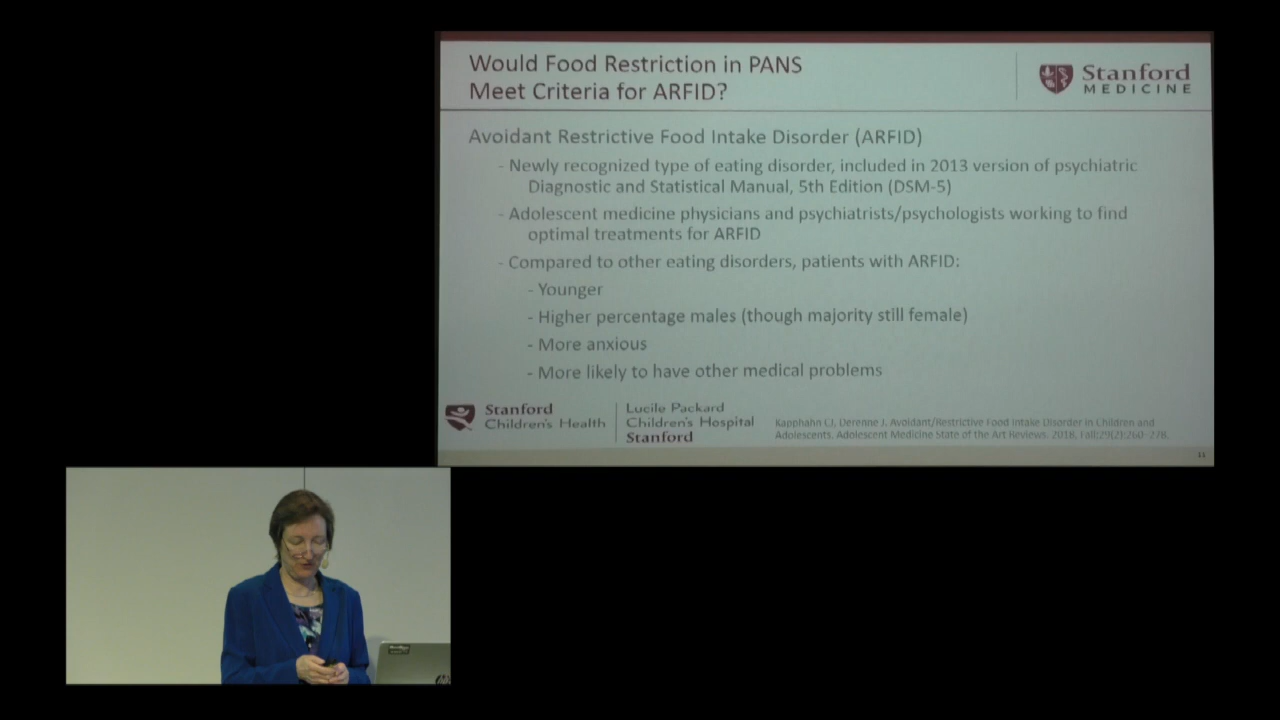 Would Food Restriction in PANS
Meet Criteria for ARFID?
Stanford
MEDICINE
Avoidant Restrictive Food Intake Disorder (ARFID)
- Newly recognized type of eating disorder, included in 2013 version of psychiatric
Diagnostic and Statistical Manual, 5th Edition (DSM-5)
- Adolescent medicine physicians and psychiatrists/psychologists working to find
optimal treatments for ARFID
- Compared to other eating disorders, patients with ARFID:
- Younger
- Higher percentage males (though majority still female)
- More anxious
- More likely to have other medical problems
Stanford
Children's Health
Lucile Packard
Children's Hospital
Stanford
Kapphahn CJ, Derenne J. Avoidant/Restrictive Food Intake Disorder in Children and
Adolescents. Adolescent Medicine State of the Art Reviews. 2018, Fall;29(2):260–278.
11
hp